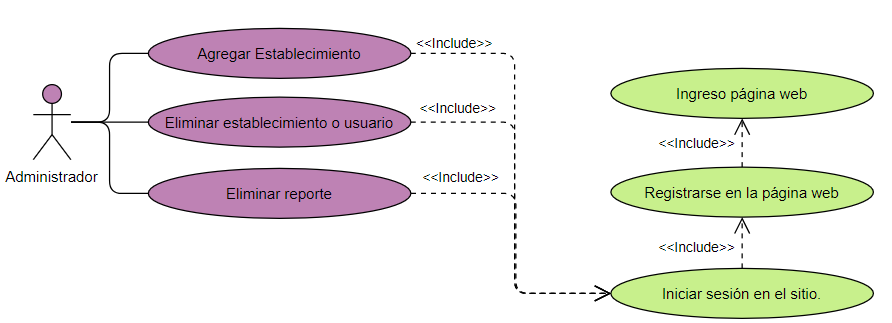 Agregar Establecimiento
<<Include>>
Eliminar establecimiento o usuario
<<Include>>
Eliminar reporte
<<Include>>
Administrador
Ingreso página web
<<Include>>
Registrarse en la página web
<<Include>>
Iniciar sesión en el sitio.